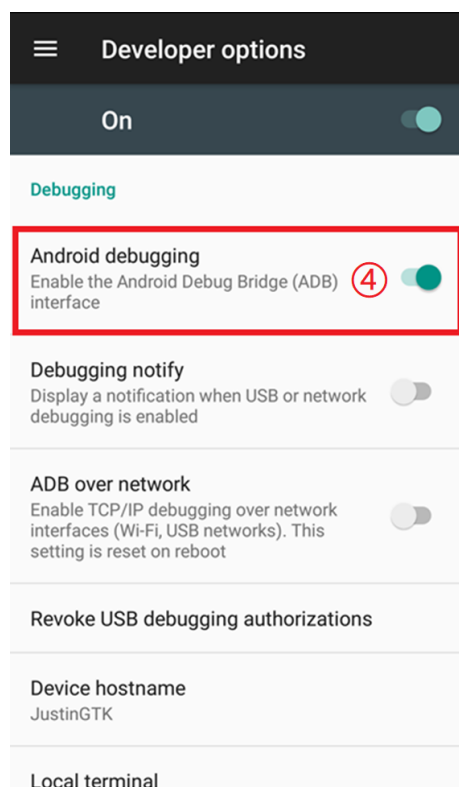 Developer options
On
Debugging
Android debugging
Enable the Android Debug Bridge (ADB)
interface
④
Debugging notify
Display a notification when USB or network
debugging is enabled
ADB over network
Enable TCP/IP debugging over network
interfaces (Wi-Fi, USB networks). This
setting is reset on reboot
Revoke USB debugging authorizations
Device hostname
JustinGTK
Local terminal